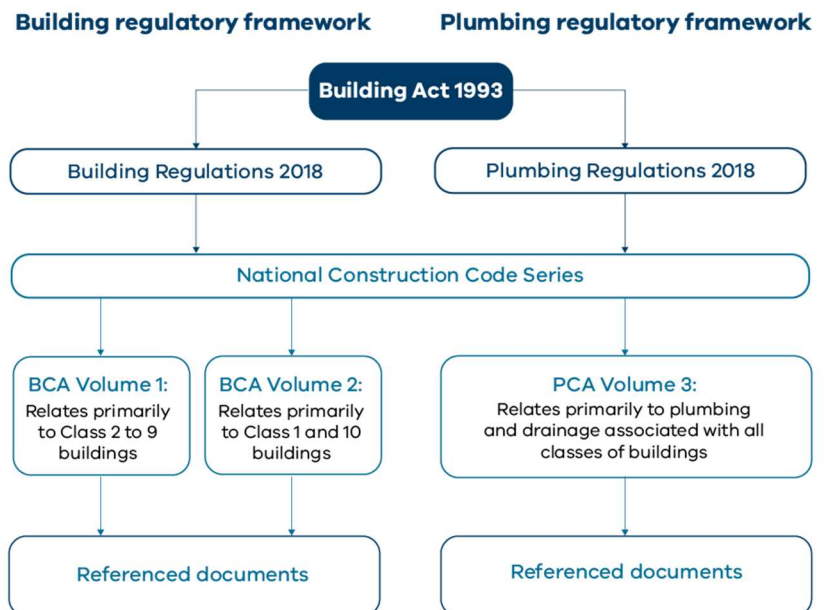 Building regulatory framework
Plumbing regulatory framework
Building Act 1993
Building Regulations 2018
Plumbing Regulations 2018
National Construction Code Series
BCA Volume 1:
Relates primarily
to Class 2 to 9
buildings
BCA Volume 2:
Relates primarily
to Class 1 and 10
buildings
PCA Volume 3:
Relates primarily to plumbing
and drainage associated with all
classes of buildings
Referenced documents
Referenced documents